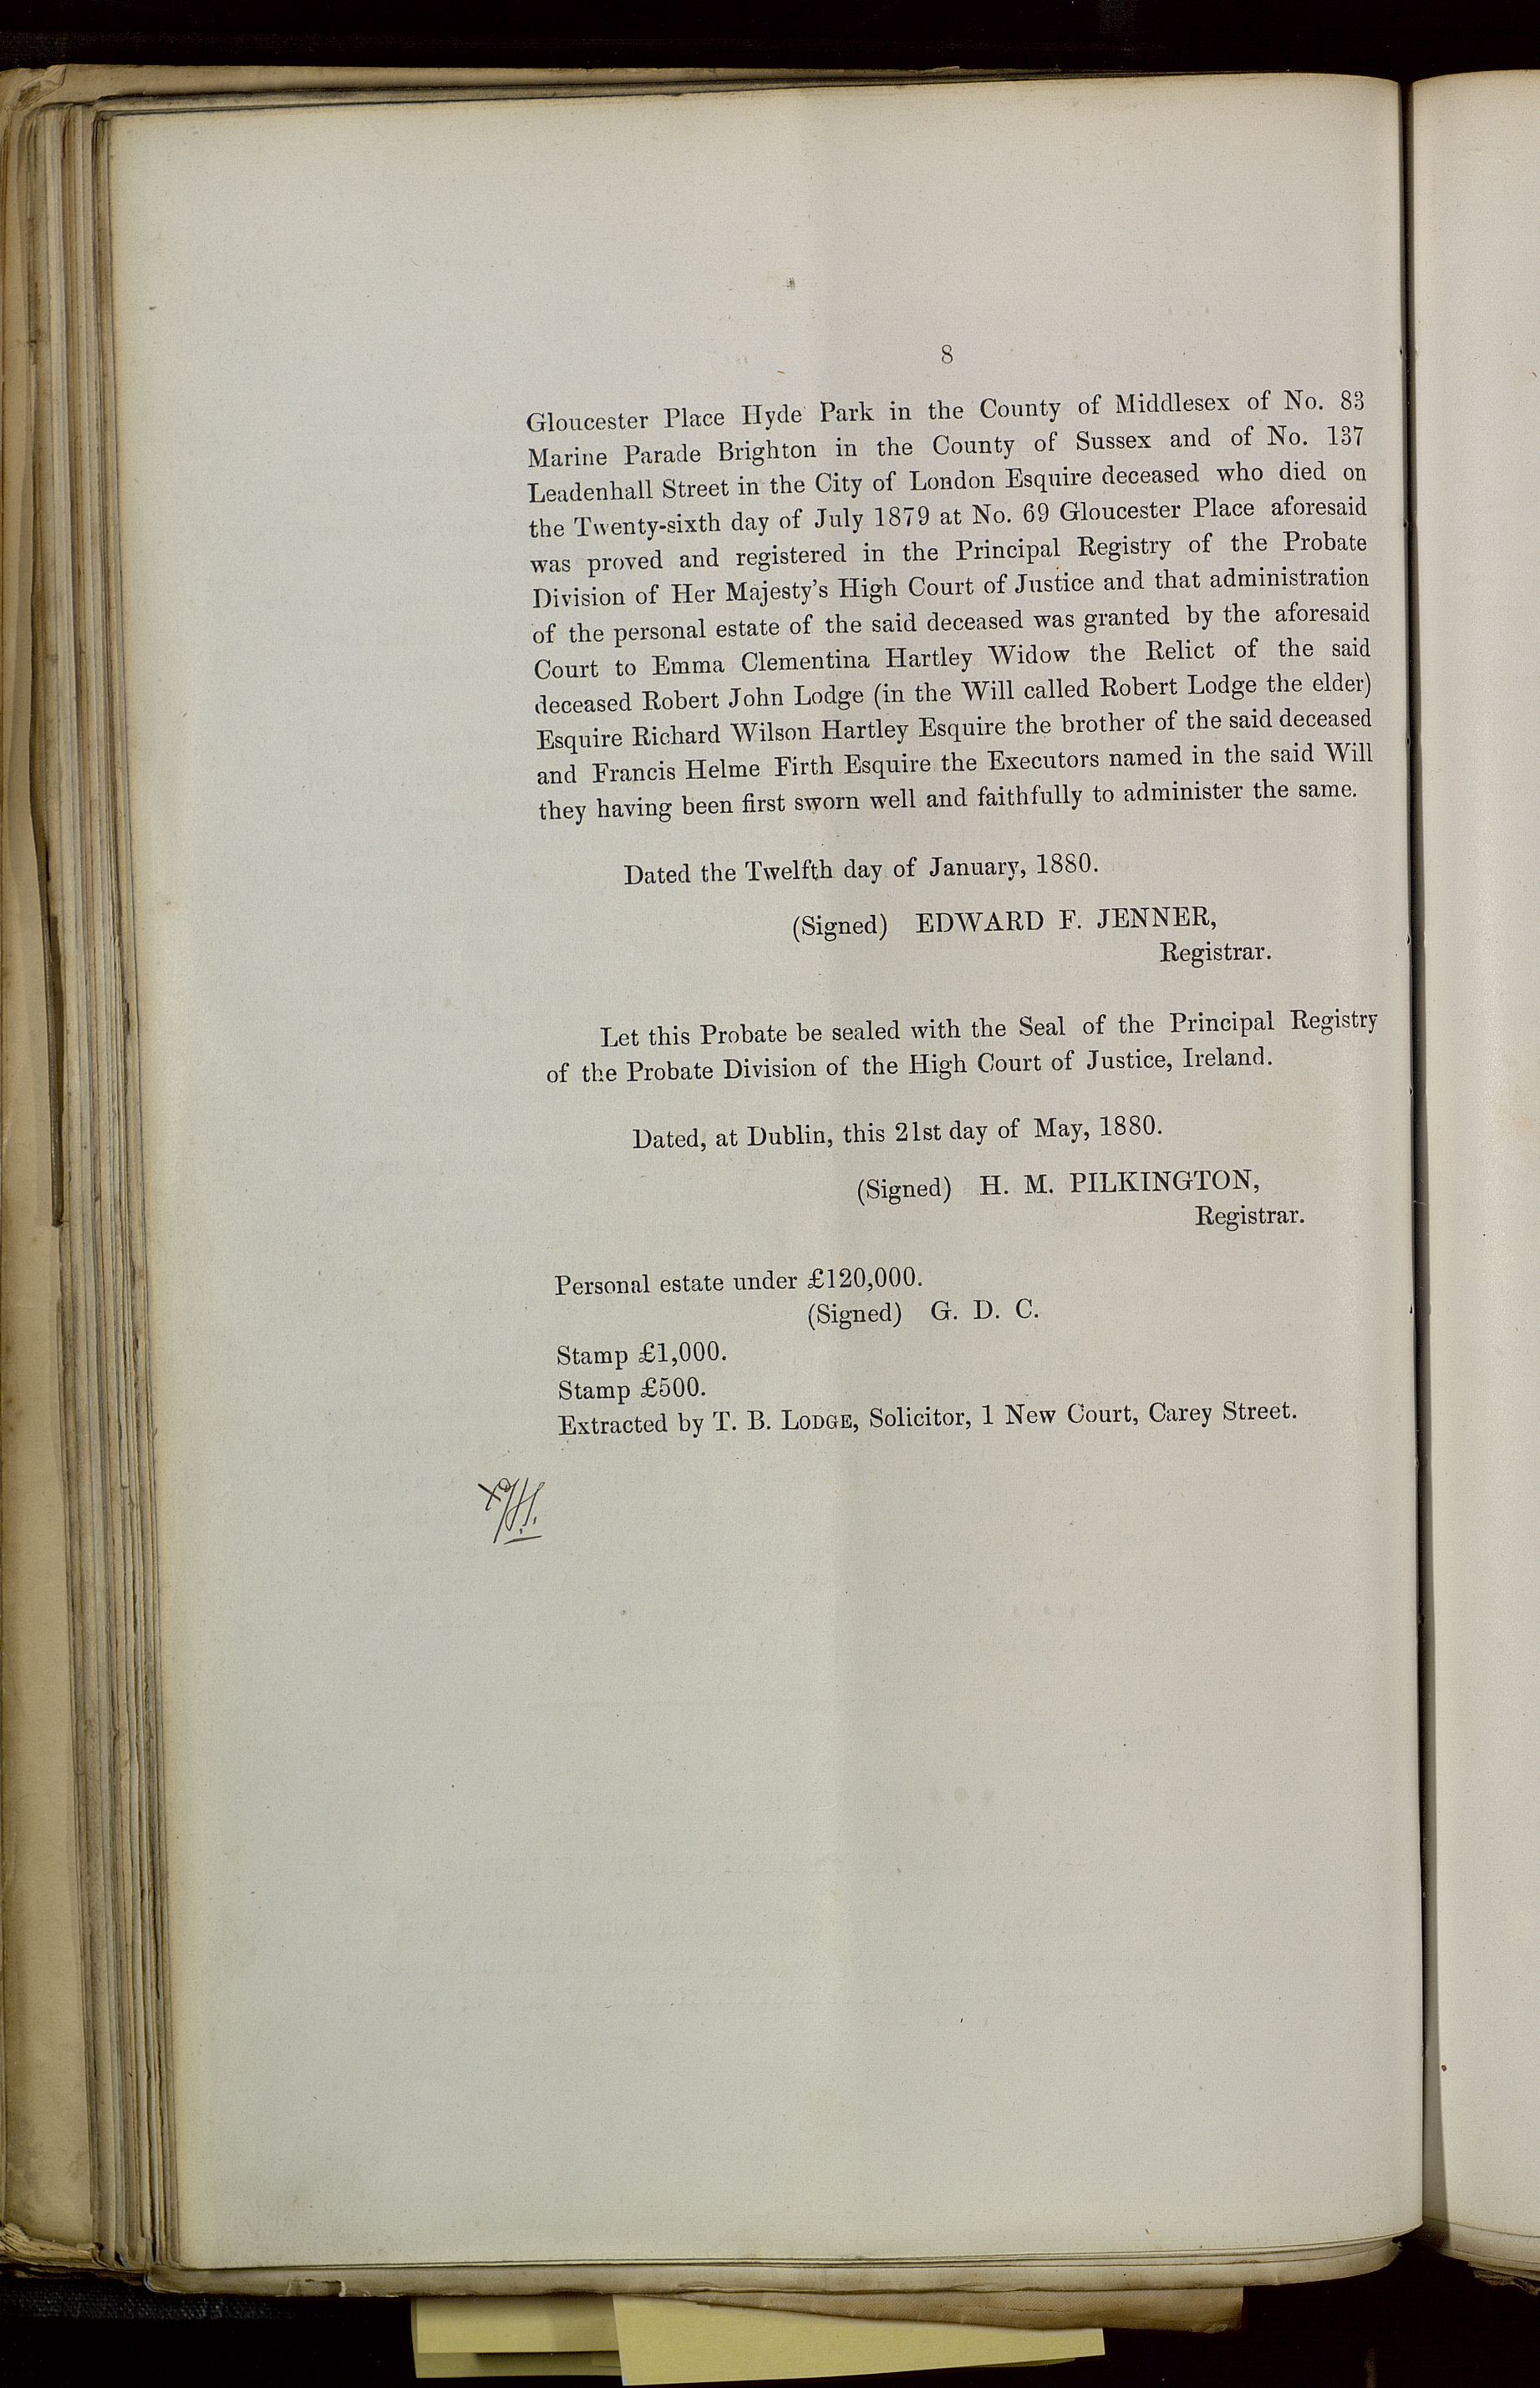 8
Gloucester Place Hyde Park in the County of Middlesex of No. 83
Marine Parade Brighton in the County of Sussex and of No. 137
Leadenhall Street in the City of London Esquire deceased who died on
the Twenty-sixth day of July 1879 at No. 69 Gloucester Place aforesaid
was proved and registered in the Principal Registry of the Probate
Division of Her Majesty's High Court of Justice and that administration
of the personal estate of the said deceased was granted by the aforesaid
Court to Emma Clementina Hartley Widow the Relict of the said
deceased Robert John Lodge (in the Will called Robert Lodge the elder)
Esquire Richard Wilson Hartley Esquire the brother of the said deceased
and Francis Helme Firth Esquire the Executors named in the said Will
they having been first sworn well and faithfully to administer the same.
Dated the Twelfth day of January, 1880.
(Signed) EDWARD F. JENNER,
Registrar.
Let this Probate be sealed with the Seal of the Principal Registry
of the Probate Division of the High Court of Justice, Ireland.
Dated, at Dublin, this 21st day of May, 1880.
(Signed) H. M. PILKINGTON,
Registrar.
Personal estate under £120,000.
(Signed) G. D. C.
Stamp £1,000.
Stamp £500.
Extracted by T. B. LODGE, Solicitor, 1 New Court, Carey Street.